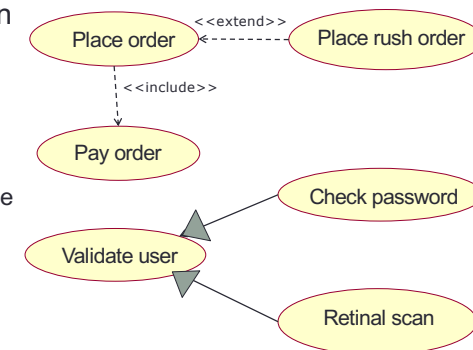 n
<<extend>>
Place order
Place rush order
<<include>>
Pay order
e
Check password
Validate user
Retinal scan